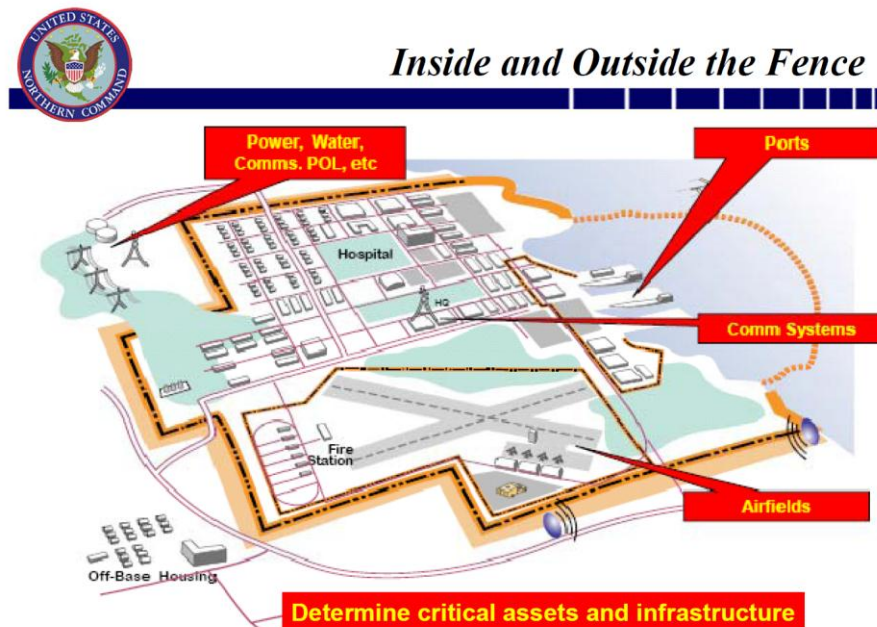 UNITED STATES
NORTHERN COMMAND
Inside and Outside the Fence
Power, Water,
Comms. POL, etc
Ports
Hospital
HQ
Comm Systems
Fire
Station
Airfields
Off-Base Housing
Determine critical assets and infrastructure